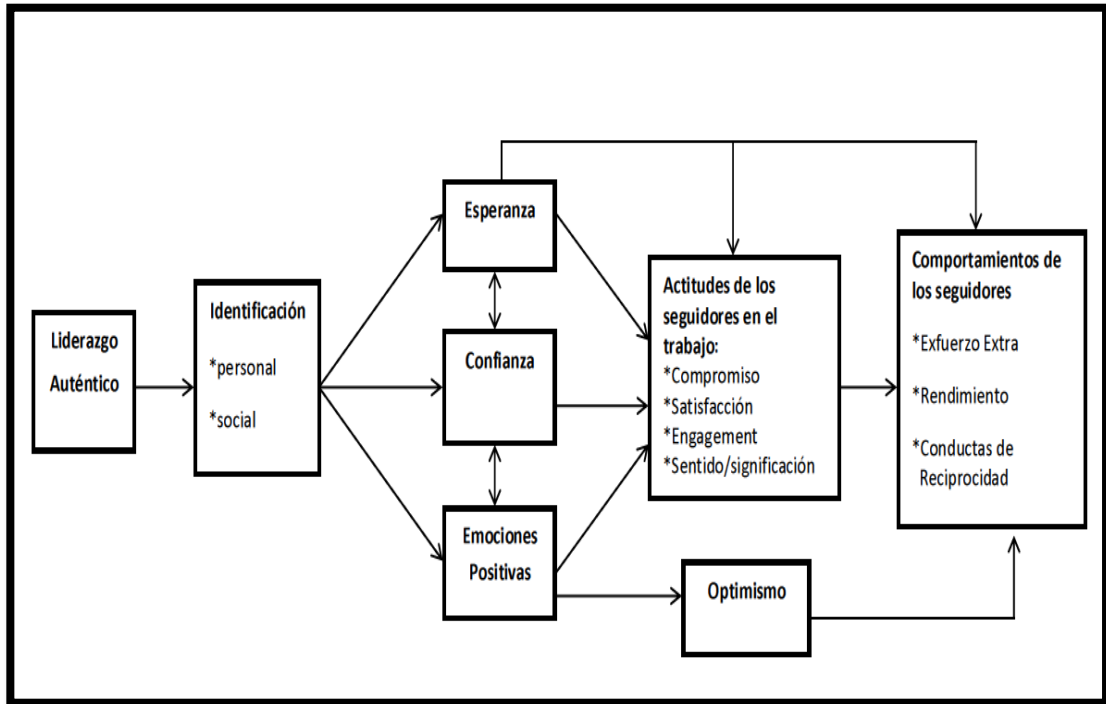 Liderazgo
Auténtico
Identificación
*personal
*social
Esperanza
Confianza
Emociones
Positivas
Actitudes de los
seguidores en el
trabajo:
*Compromiso
*Satisfacción
*Engagement
*Sentido/significación
Optimismo
Comportamientos de
los seguidores
*Exfuerzo Extra
*Rendimiento
*Conductas de
Reciprocidad